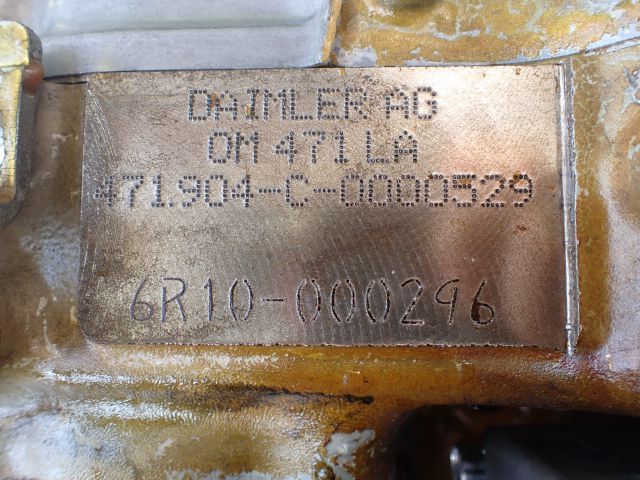 DAIMLER AG
OM 471 LA
471.904-C-0000529
6R10-000296